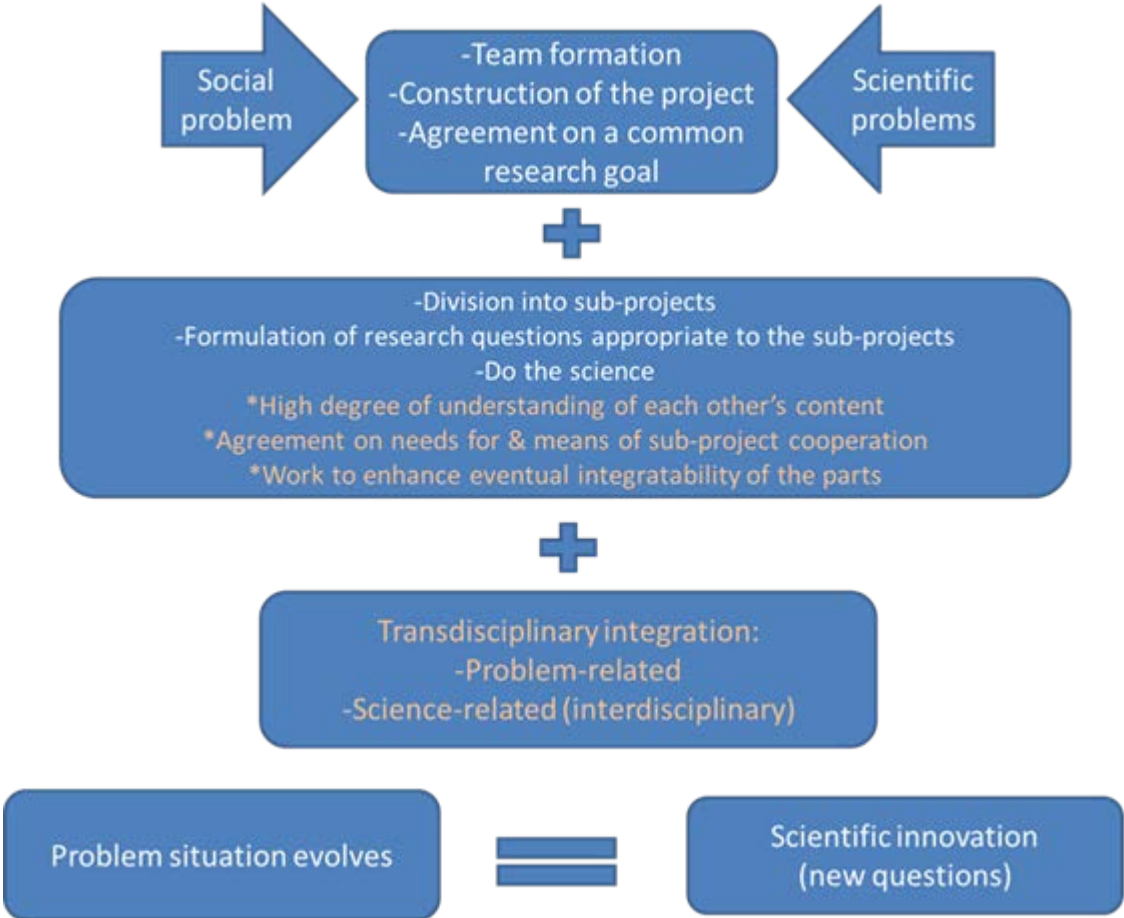 Social
problem
-Team formation
-Construction of the project
-Agreement on a common
research goal
Scientific
problems
-Division into sub-projects
-Formulation of research questions appropriate to the sub-projects
-Do the science
*High degree of understanding of each other’s content
*Agreement on needs for & means of sub-project cooperation
*Work to enhance eventual integratability of the parts
Transdisciplinary integration:
-Problem-related
-Science-related (interdisciplinary)
Problem situation evolves
Scientific innovation
(new questions)